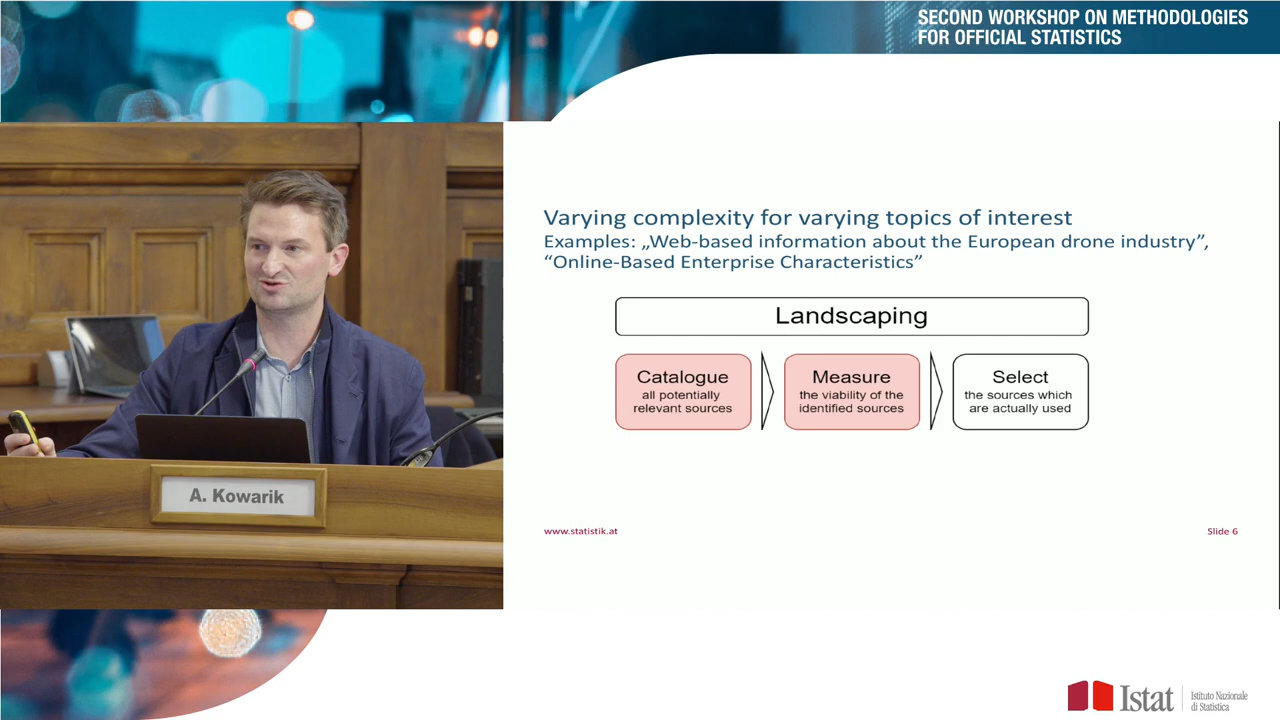 SECOND WORKSHOP ON METHODOLOGIES
FOR OFFICIAL STATISTICS
Varying complexity for varying topics of interest
Examples: „Web-based information about the European drone industry”,
“Online-Based Enterprise Characteristics”
Landscaping
Catalogue
all potentially
relevant sources
Measure
the viability of the
identified sources
Select
the sources which
are actually used
A. Kowarik
www.statistik.at
Slide 6
Istat
Istituto Nazionale
di Statistica